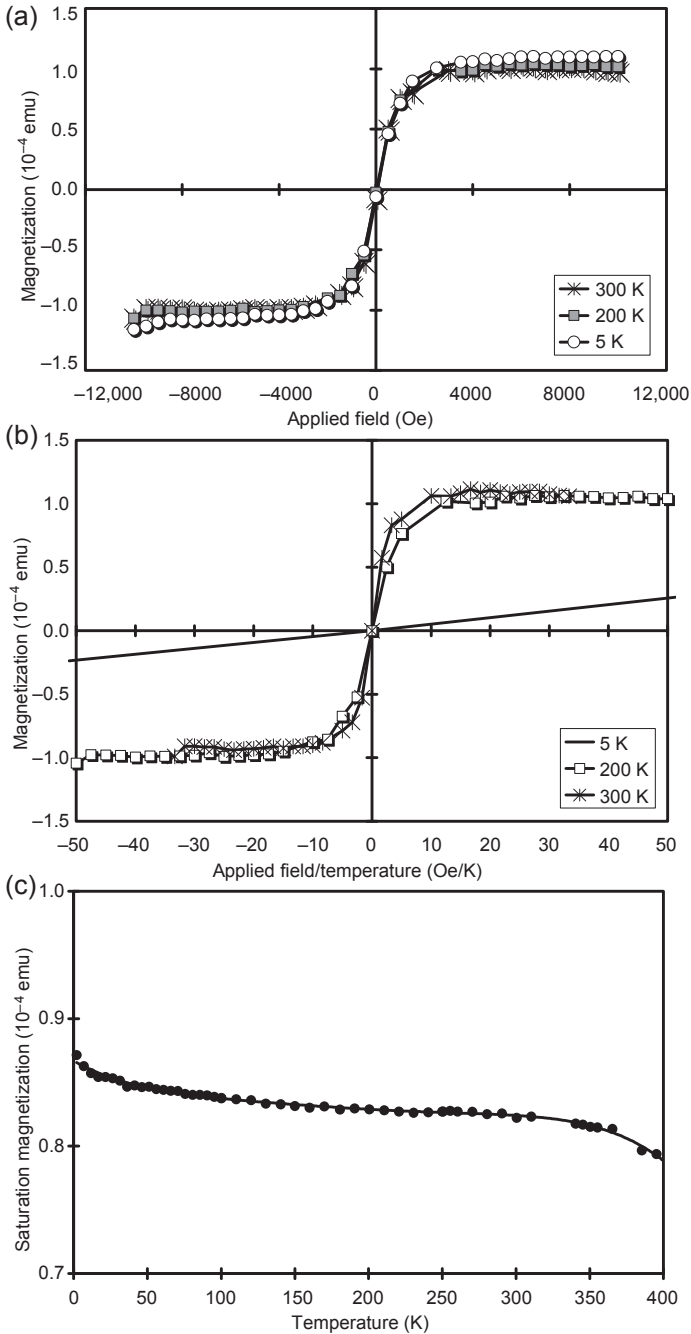 (a)
1.5
1.0
0.5
0.0
–0.5
–1.0
–1.5
Magnetization (10–4 emu)
300 K
200 K
5 K
–12,000 –8000 –4000 0 4000 8000 12,000
Applied field (Oe)
(b)
1.5
1.0
0.5
0.0
–0.5
–1.0
–1.5
Magnetization (10–4 emu)
5 K
200 K
300 K
–50 –40 –30 –20 –10 0 10 20 30 40 50
Applied field/temperature (Oe/K)
(c)
1.0
0.9
0.8
0.7
Saturation magnetization (10–4 emu)
0 50 100 150 200 250 300 350 400
Temperature (K)